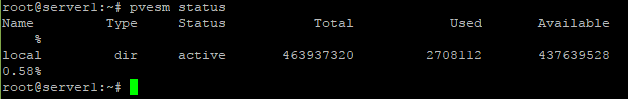 root@server1:~# pvesm status
Name Type Status Total Used Available
%
local dir active 463937320 2708112 437639528
0.58%
root@server1:~#